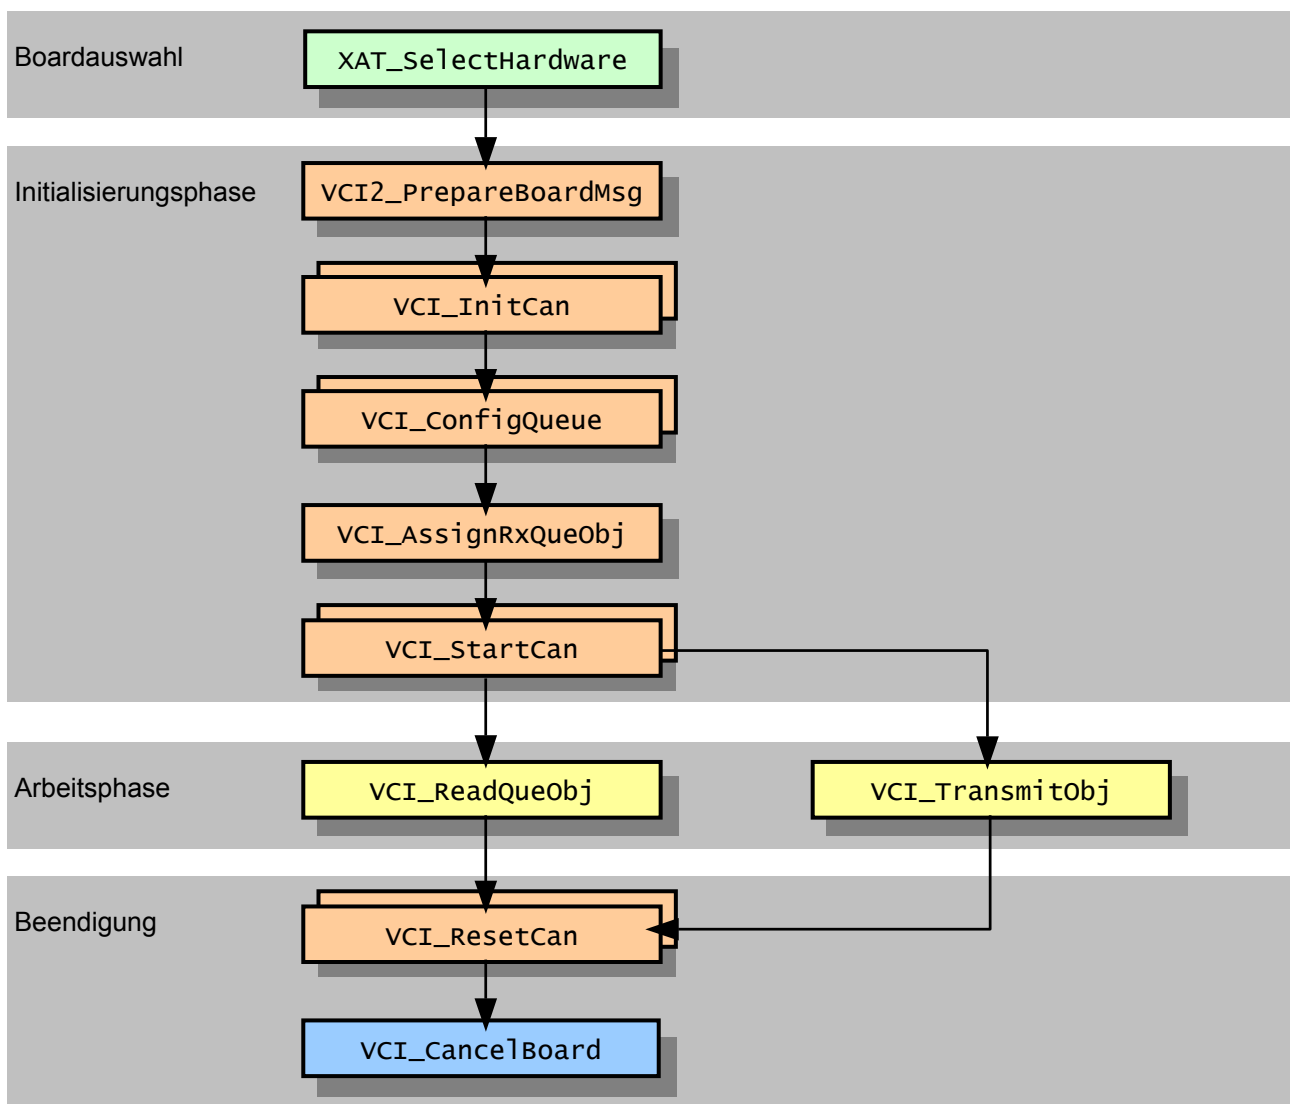 Boardauswahl
XAT_SelectHardware
Initialisierungsphase
VCI2_PrepareBoardMsg
VCI_InitCan
VCI_ConfigQueue
VCI_AssignRxQueObj
VCI_StartCan
Arbeitsphase
VCI_ReadQueObj
VCI_TransmitObj
Beendigung
VCI_ResetCan
VCI_CancelBoard